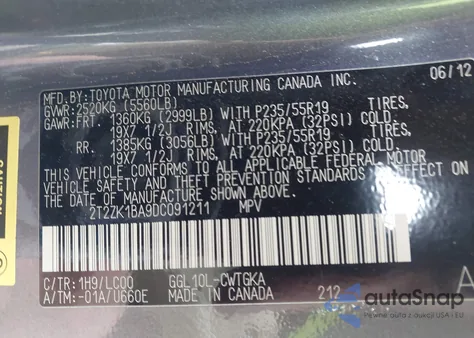 MFD.BY:TOYOTA MOTOR MANUFACTURING CANADA INC. 06/12
GVWR: 2520KG (5560LB)
GAWR: FRT 1360KG (2999LB) WITH P235/55R19 TIRES,
19X7 1/2J RIMS, AT 220KPA (32PSI) COLD.
RR. 1385KG (3056LB) WITH P235/55R19 TIRES,
19X7 1/2J RIMS, AT 220KPA (32PSI) COLD.
THIS VEHICLE CONFORMS TO ALL APPLICABLE FEDERAL MOTOR
VEHICLE SAFETY AND THEFT PREVENTION STANDARDS IN EFFECT ON
THE DATE OF MANUFACTURE SHOWN ABOVE.
2T2ZK1BA9DC091211 MPV
C/TR:1H9/LC00 GGL10L-CWTGKA A
A/TM:-01A/U660E MADE IN CANADA 212
autoSnap